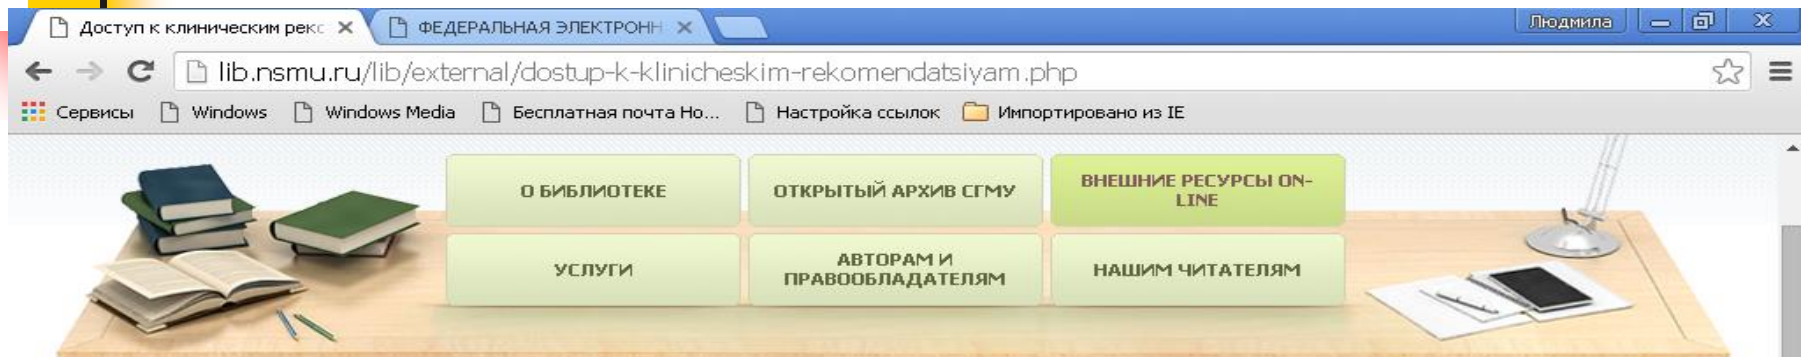 Доступ к клиническим рекс
ФЕДЕРАЛЬНАЯ ЭЛЕКТРОНН
Людмила
lib.nsmu.ru/lib/external/dostup-k-klinicheskim-rekomendatsiyam.php
Сервисы Windows Windows Media Бесплатная почта Ho... Настройка ссылок Импортировано из IE
О БИБЛИОТЕКЕ
ОТКРЫТЫЙ АРХИВ СГМУ
ВНЕШНИЕ РЕСУРСЫ ON-
LINE
УСЛУГИ
АВТОРАМ И
ПРАВООБЛАДАТЕЛЯМ
НАШИМ ЧИТАТЕЛЯМ